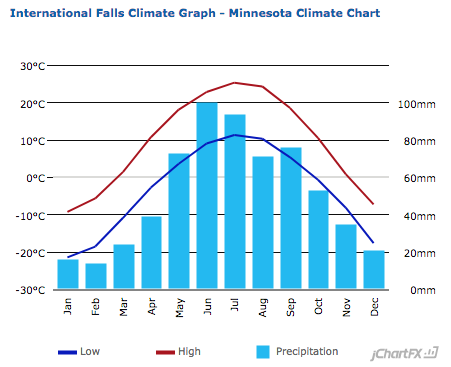 International Falls Climate Graph - Minnesota Climate Chart
30°C
20°C 100mm
10°C 80mm
0°C 60mm
-10°C 40mm
-20°C 20mm
-30°C 0mm
Jan Feb Mar Apr May Jun Jul Aug Sep Oct Nov Dec
Low High Precipitation
jChartFX